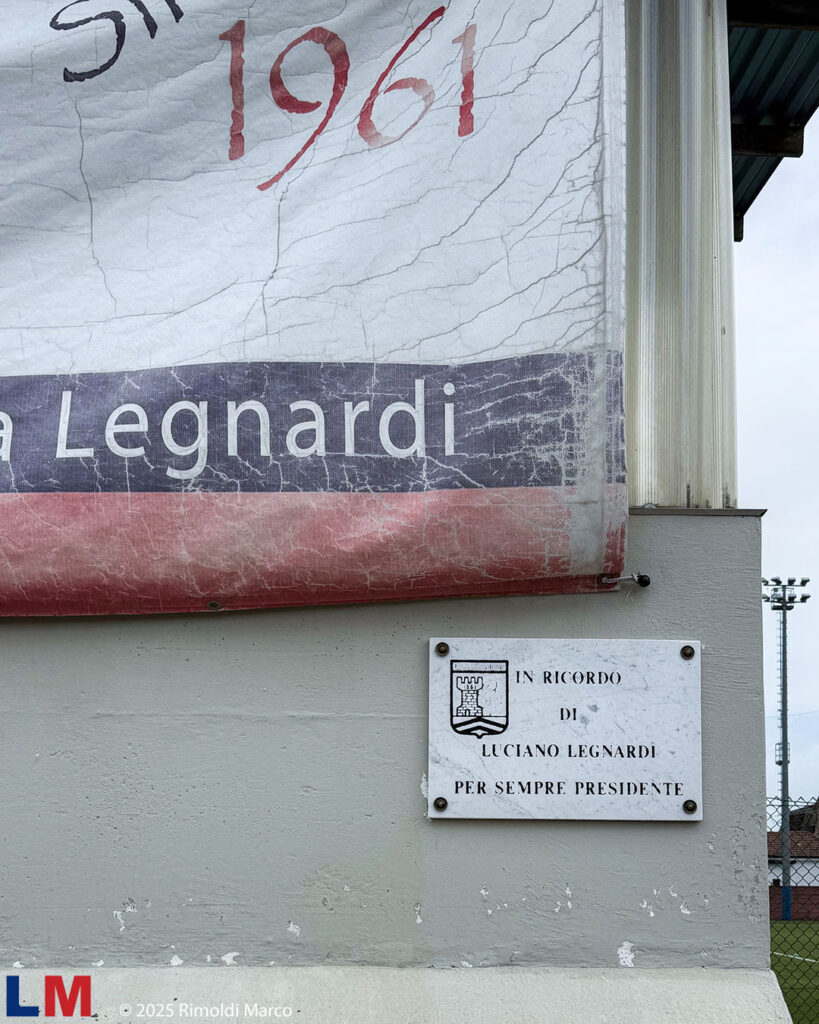 1961
Legnardi
IN RICORDO
DI
LUCIANO LEGNARDI
PER SEMPRE PRESIDENTE
LM © 2025 Rimoldi Marco